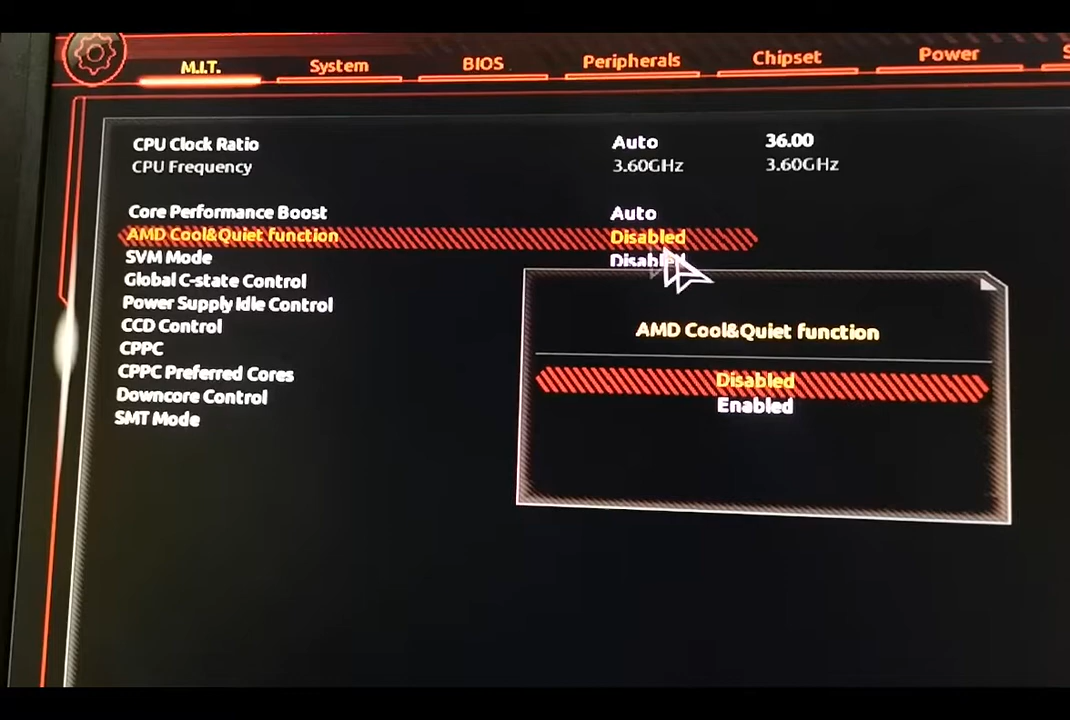 M.I.T. System BIOS Peripherals Chipset Power
CPU Clock Ratio Auto 36.00
CPU Frequency 3.60GHz 3.60GHz
Core Performance Boost Auto
AMD Cool&Quiet function Disabled
SVM Mode Disabled
Global C-state Control
Power Supply Idle Control
CCD Control
CPPC
CPPC Preferred Cores
Downcore Control
SMT Mode
AMD Cool&Quiet function
Disabled
Enabled